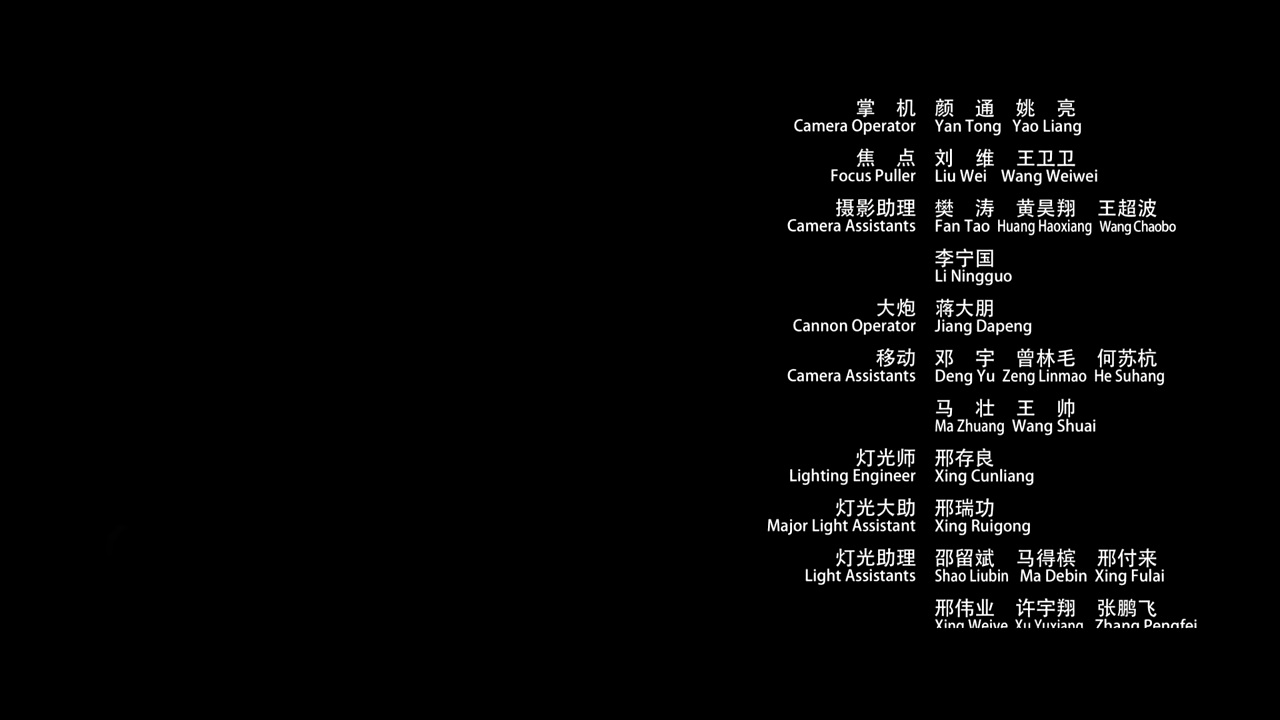 掌 机 颜 通 姚 亮
Camera Operator Yan Tong Yao Liang
焦 点 刘 维 王卫卫
Focus Puller Liu Wei Wang Weiwei
摄影助理 樊 涛 黄昊翔 王超波
Camera Assistants Fan Tao Huang Haoxiang Wang Chaobo
李宁国
Li Ningguo
大炮 蒋大朋
Cannon Operator Jiang Dapeng
移动 邓 宇 曾林毛 何苏杭
Camera Assistants Deng Yu Zeng Linmao He Suhang
马 壮 王 帅
Ma Zhuang Wang Shuai
灯光师 邢存良
Lighting Engineer Xing Cunliang
灯光大助 邢瑞功
Major Light Assistant Xing Ruigong
灯光助理 邵留斌 马得槟 邢付来
Light Assistants Shao Liubin Ma Debin Xing Fulai
邢伟业 许宇翔 张鹏飞
Xing Weiye Xu Yuxiang Zhang Pengfei